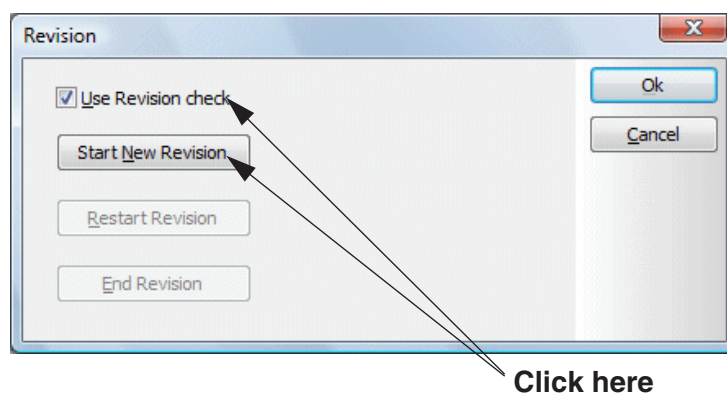 Revision
Use Revision check
Ok
Start New Revision
Cancel
Restart Revision
End Revision
Click here